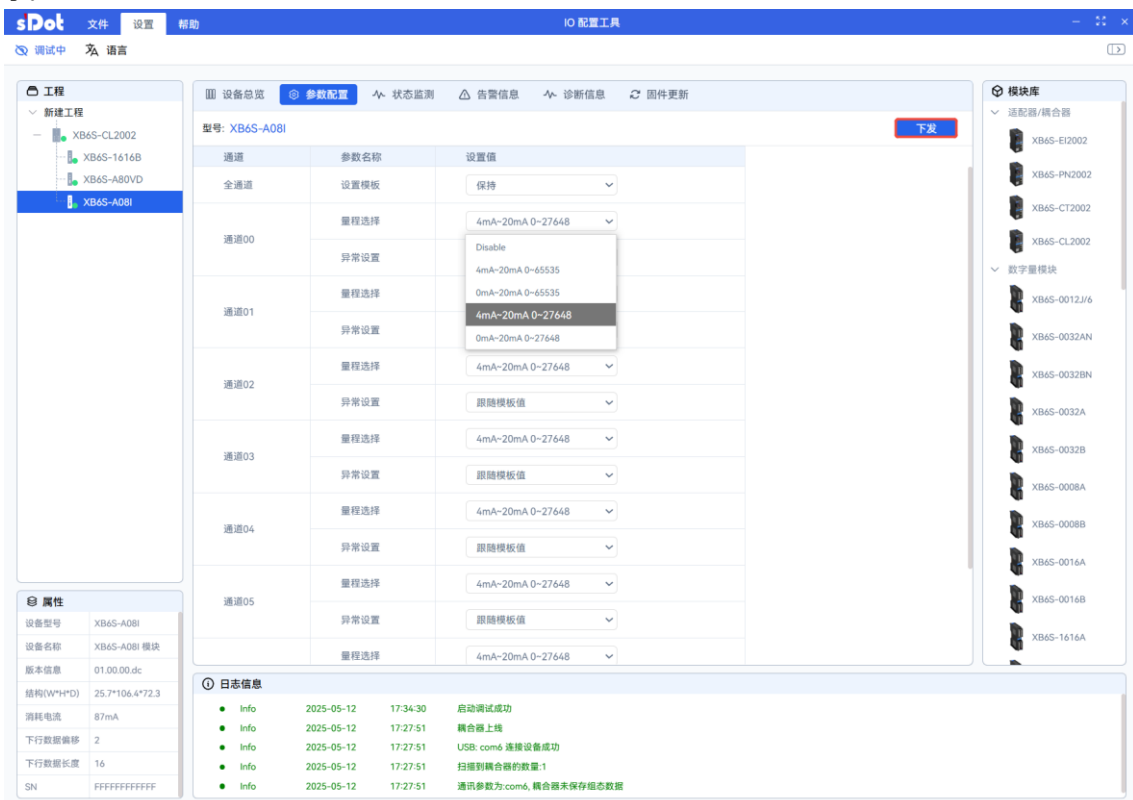 sDot 文件 设置 帮助 IO 配置工具
调试中 语言
工程
新建工程
XB6S-CL2002
XB6S-1616B
XB6S-A80VD
XB6S-A08I
设备总览 参数配置 状态监测 告警信息 诊断信息 固件更新
型号: XB6S-A08I 下发
通道 参数名称 设置值
全通道 设置模板 保持
通道00 量程选择 4mA~20mA 0~27648
异常设置
Disable
4mA~20mA 0~65535
0mA~20mA 0~65535
4mA~20mA 0~27648
0mA~20mA 0~27648
通道01 量程选择
异常设置
通道02 量程选择 4mA~20mA 0~27648
异常设置 跟随模板值
通道03 量程选择 4mA~20mA 0~27648
异常设置 跟随模板值
通道04 量程选择 4mA~20mA 0~27648
异常设置 跟随模板值
通道05 量程选择 4mA~20mA 0~27648
异常设置 跟随模板值
量程选择 4mA~20mA 0~27648
模块库
适配器/耦合器
XB6S-EI2002
XB6S-PN2002
XB6S-CT2002
XB6S-CL2002
数字量模块
XB6S-0012J/6
XB6S-0032AN
XB6S-0032BN
XB6S-0032A
XB6S-0032B
XB6S-0008A
XB6S-0008B
XB6S-0016A
XB6S-0016B
XB6S-1616A
属性
设备型号 XB6S-A08I
设备名称 XB6S-A08I 模块
版本信息 01.00.00.dc
结构(W*H*D) 25.7*106.4*72.3
消耗电流 87mA
下行数据偏移 2
下行数据长度 16
SN FFFFFFFFFFFF
日志信息
Info 2025-05-12 17:34:30 启动调试成功
Info 2025-05-12 17:27:51 耦合器上线
Info 2025-05-12 17:27:51 USB: com6 连接设备成功
Info 2025-05-12 17:27:51 扫描到耦合器的数量:1
Info 2025-05-12 17:27:51 通讯参数为:com6, 耦合器未保存组态数据